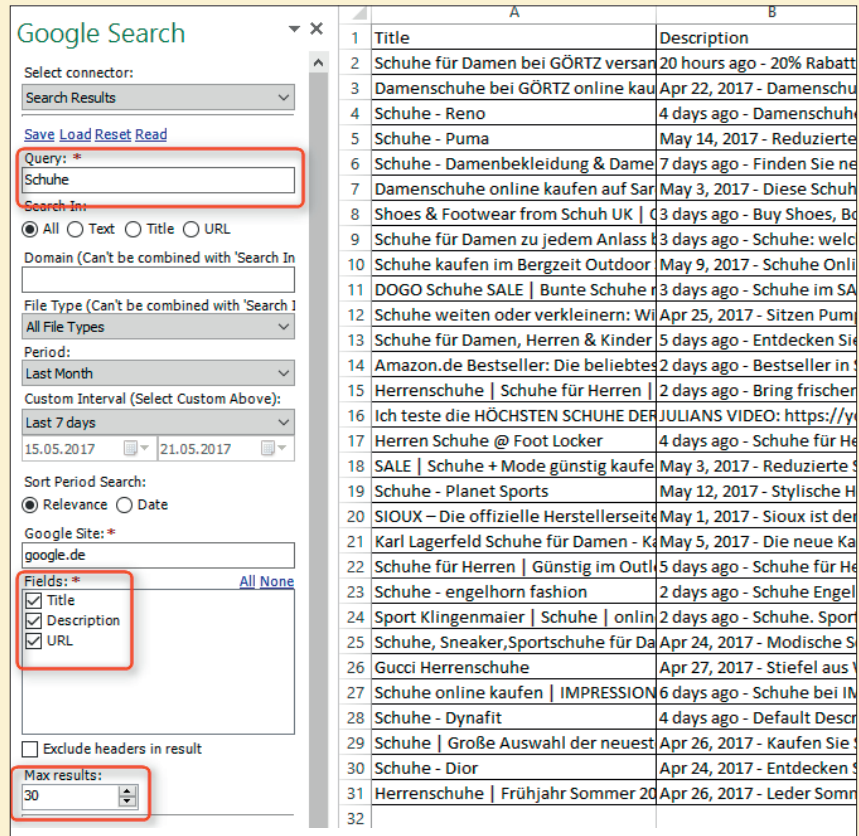 Google Search
Select connector:
Search Results
Save Load Reset Read
Query: *
Schuhe
Search In:
All Text Title URL
Domain (Can't be combined with 'Search In
File Type (Can't be combined with 'Search I
All File Types
Period:
Last Month
Custom Interval (Select Custom Above):
Last 7 days
15.05.2017 21.05.2017
Sort Period Search:
Relevance Date
Google Site: *
google.de
Fields: * All None
Title
Description
URL
Exclude headers in result
Max results:
30
A B
1 Title Description
2 Schuhe für Damen bei GÖRTZ versan 20 hours ago - 20% Rabatt
3 Damenschuhe bei GÖRTZ online kau Apr 22, 2017 - Damenschu
4 Schuhe - Reno 4 days ago - Damenschuh
5 Schuhe - Puma May 14, 2017 - Reduzierte
6 Schuhe - Damenbekleidung & Dame 7 days ago - Finden Sie ne
7 Damenschuhe online kaufen auf Sar May 3, 2017 - Diese Schuh
8 Shoes & Footwear from Schuh UK | 3 days ago - Buy Shoes, Bo
9 Schuhe für Damen zu jedem Anlass 3 days ago - Schuhe: welc
10 Schuhe kaufen im Bergzeit Outdoor May 9, 2017 - Schuhe Onli
11 DOGO Schuhe SALE | Bunte Schuhe 3 days ago - Schuhe im SA
12 Schuhe weiten oder verkleinern: Wi Apr 25, 2017 - Sitzen Pum
13 Schuhe für Damen, Herren & Kinder 5 days ago - Entdecken Sie
14 Amazon.de Bestseller: Die beliebtes 2 days ago - Bestseller in
15 Herrenschuhe | Schuhe für Herren | 2 days ago - Bring frischen
16 Ich teste die HÖCHSTEN SCHUHE DER JULIANS VIDEO: https://y
17 Herren Schuhe @ Foot Locker 4 days ago - Schuhe für He
18 SALE | Schuhe + Mode günstig kaufe May 3, 2017 - Reduzierte
19 Schuhe - Planet Sports May 12, 2017 - Stylische H
20 SIOUX – Die offizielle Herstellerseite May 1, 2017 - Sioux ist der
21 Karl Lagerfeld Schuhe für Damen - Ka May 5, 2017 - Die neue Ka
22 Schuhe für Herren | Günstig im Outl 5 days ago - Schuhe für He
23 Schuhe - engelhorn fashion 2 days ago - Schuhe Engel
24 Sport Klingenmaier | Schuhe | onlin 2 days ago - Schuhe. Spor
25 Schuhe, Sneaker,Sportschuhe für Da Apr 24, 2017 - Modische S
26 Gucci Herrenschuhe Apr 27, 2017 - Stiefel aus
27 Schuhe online kaufen | IMPRESSION 6 days ago - Schuhe bei IM
28 Schuhe - Dynafit 4 days ago - Default Descr
29 Schuhe | Große Auswahl der neuest Apr 26, 2017 - Kaufen Sie
30 Schuhe - Dior Apr 24, 2017 - Entdecken
31 Herrenschuhe | Frühjahr Sommer 20 Apr 26, 2017 - Leder Somm
32